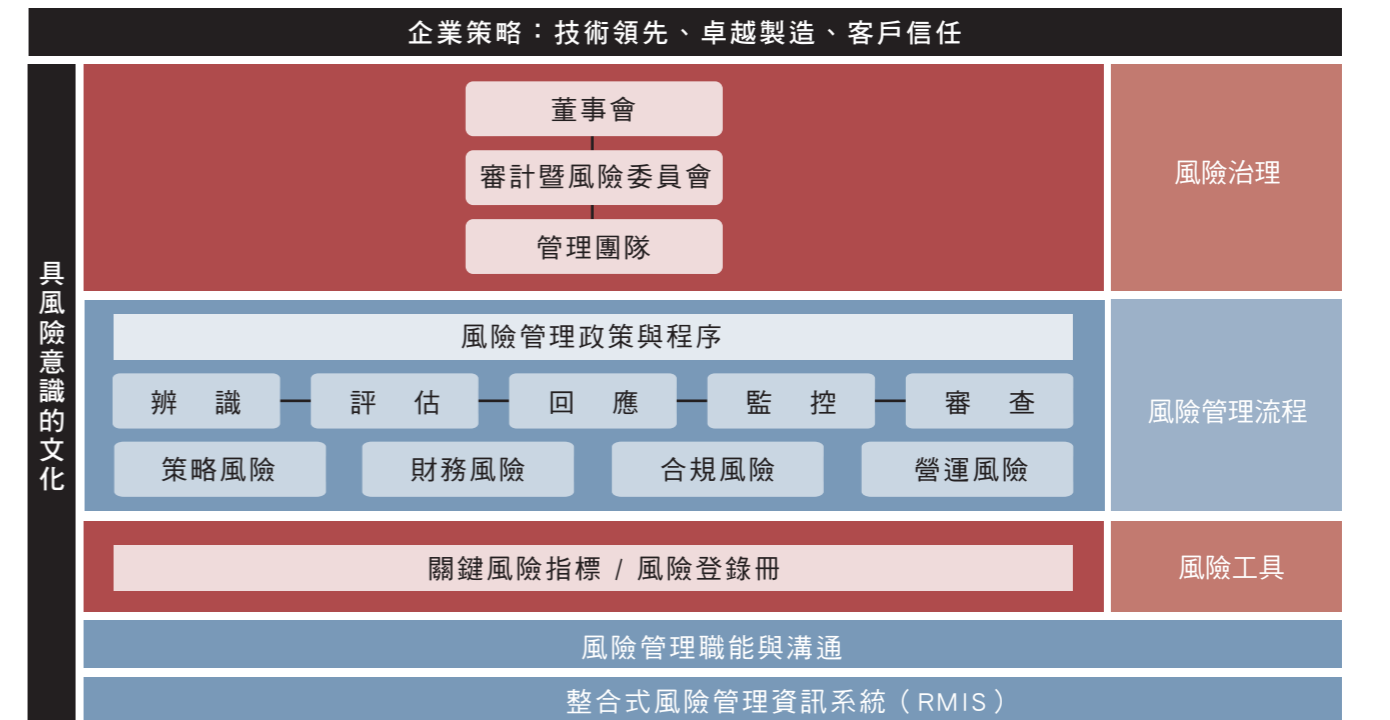 企業策略：技術領先、卓越製造、客戶信任
具風險意識的文化
董事會
審計暨風險委員會
管理團隊
風險治理
風險管理政策與程序
辨識
評估
回應
監控
審查
策略風險
財務風險
合規風險
營運風險
風險管理流程
關鍵風險指標 / 風險登錄冊
風險工具
風險管理職能與溝通
整合式風險管理資訊系統（RMIS）